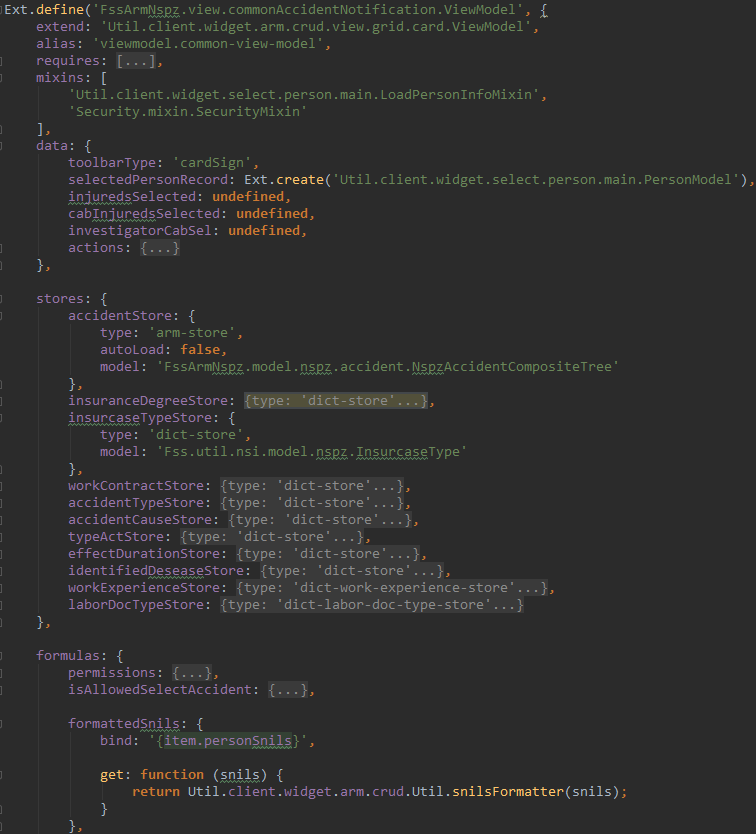 Ext.define('FssArmNspz.view.commonAccidentNotification.ViewModel', {
    extend: 'Util.client.widget.arm.crud.view.grid.card.ViewModel',
    alias: 'viewmodel.common-view-model',
    requires: [...],
    mixins: [
        'Util.client.widget.select.person.main.LoadPersonInfoMixin',
        'Security.mixin.SecurityMixin'
    ],
    data: {
        toolbarType: 'cardSign',
        selectedPersonRecord: Ext.create('Util.client.widget.select.person.main.PersonModel'),
        injuredsSelected: undefined,
        cabInjuredsSelected: undefined,
        investigatorCabSel: undefined,
        actions: {...}
    },
    stores: {
        accidentStore: {
            type: 'arm-store',
            autoLoad: false,
            model: 'FssArmNspz.model.nspz.accident.NspzAccidentCompositeTree'
        },
        insuranceDegreeStore: {type: 'dict-store'...},
        insurcaseTypeStore: {
            type: 'dict-store',
            model: 'Fss.util.nsi.model.nspz.InsurcaseType'
        },
        workContractStore: {type: 'dict-store'...},
        accidentTypeStore: {type: 'dict-store'...},
        accidentCauseStore: {type: 'dict-store'...},
        typeActStore: {type: 'dict-store'...},
        effectDurationStore: {type: 'dict-store'...},
        identifiedDeseaseStore: {type: 'dict-store'...},
        workExperienceStore: {type: 'dict-work-experience-store'...},
        laborDocTypeStore: {type: 'dict-labor-doc-type-store'...}
    },
    formulas: {
        permissions: {...},
        isAllowedSelectAccident: {...},
        formattedSnils: {
            bind: '{item.personSnils}',
            get: function (snils) {
                return Util.client.widget.arm.crud.Util.snilsFormatter(snils);
            }
        },